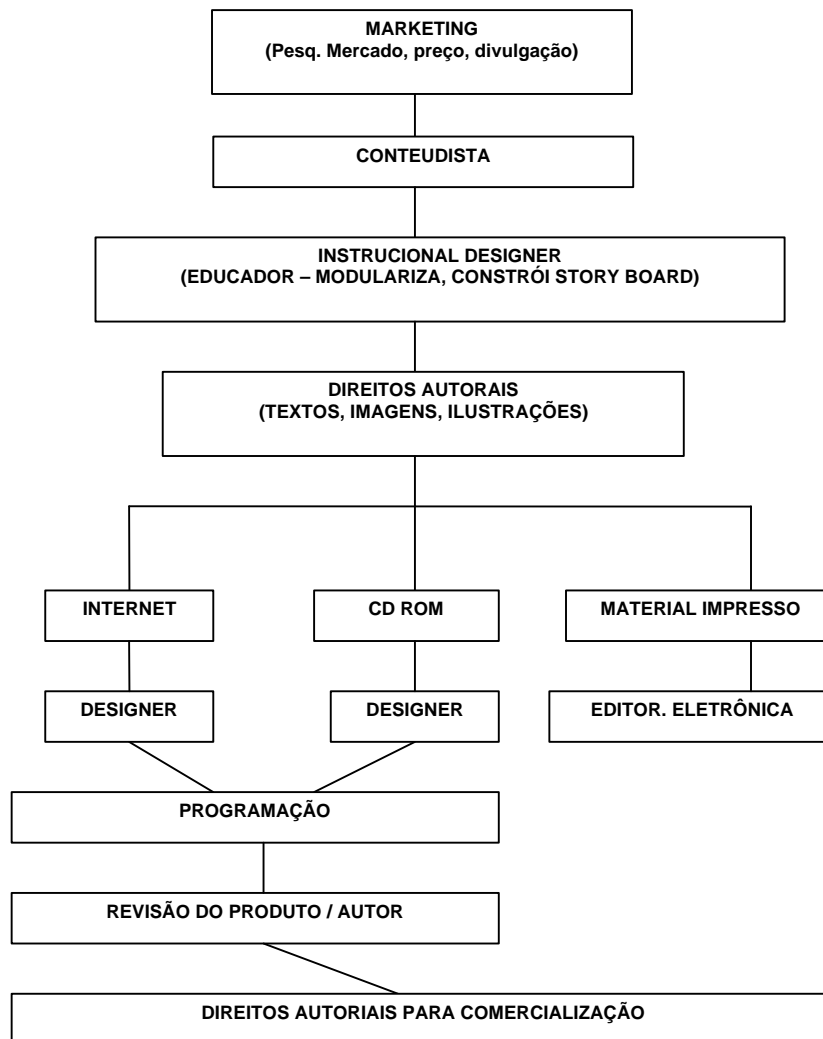 MARKETING
(Pesq. Mercado, preço, divulgação)
CONTEUDISTA
INSTRUCIONAL DESIGNER
(EDUCADOR – MODULARIZA, CONSTRÓI STORY BOARD)
DIREITOS AUTORAIS
(TEXTOS, IMAGENS, ILUSTRAÇÕES)
INTERNET
CD ROM
MATERIAL IMPRESSO
DESIGNER
DESIGNER
EDITOR. ELETRÔNICA
PROGRAMAÇÃO
REVISÃO DO PRODUTO / AUTOR
DIREITOS AUTORIAIS PARA COMERCIALIZAÇÃO